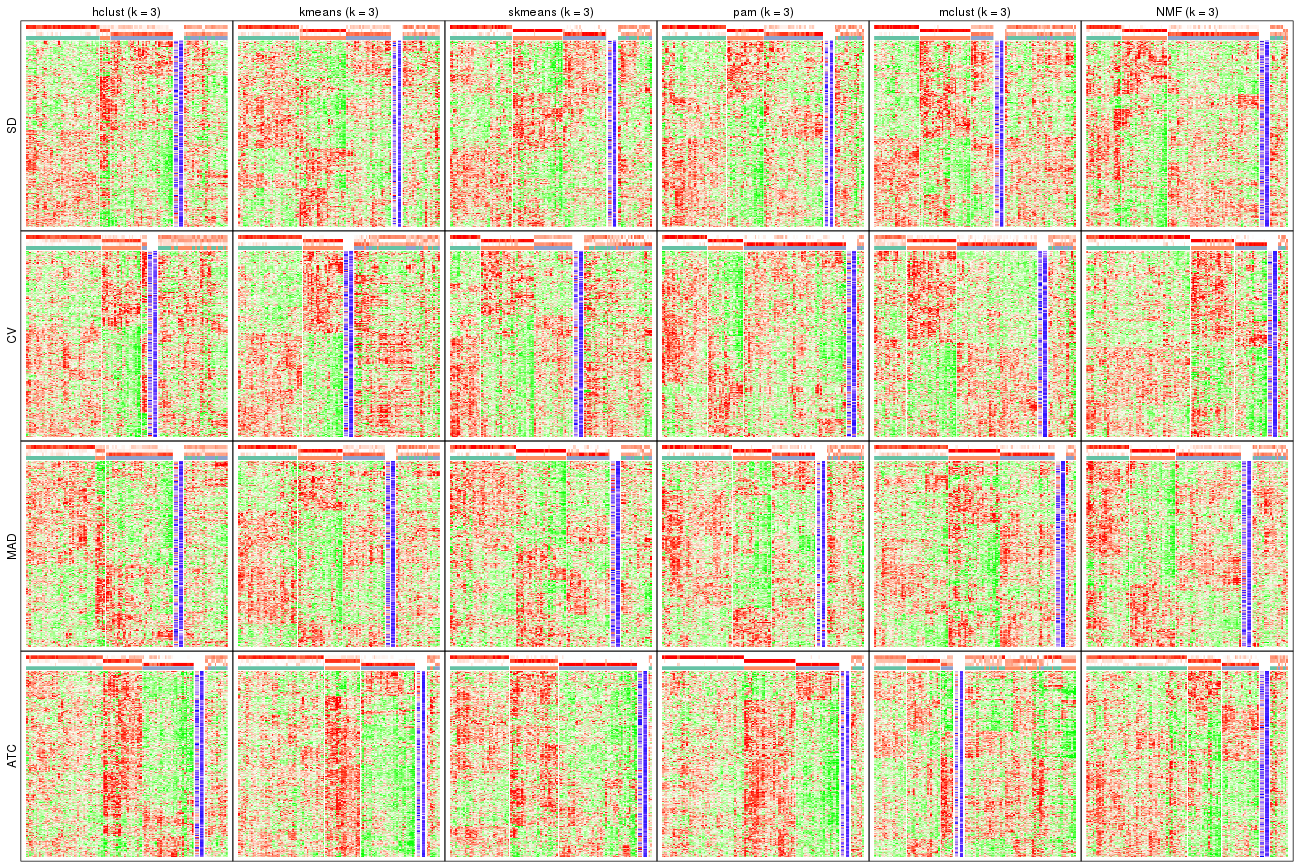 hclust (k = 3) kmeans (k = 3) skmeans (k = 3) pam (k = 3) mclust (k = 3) NMF (k = 3)
SD
CV
MAD
ATC